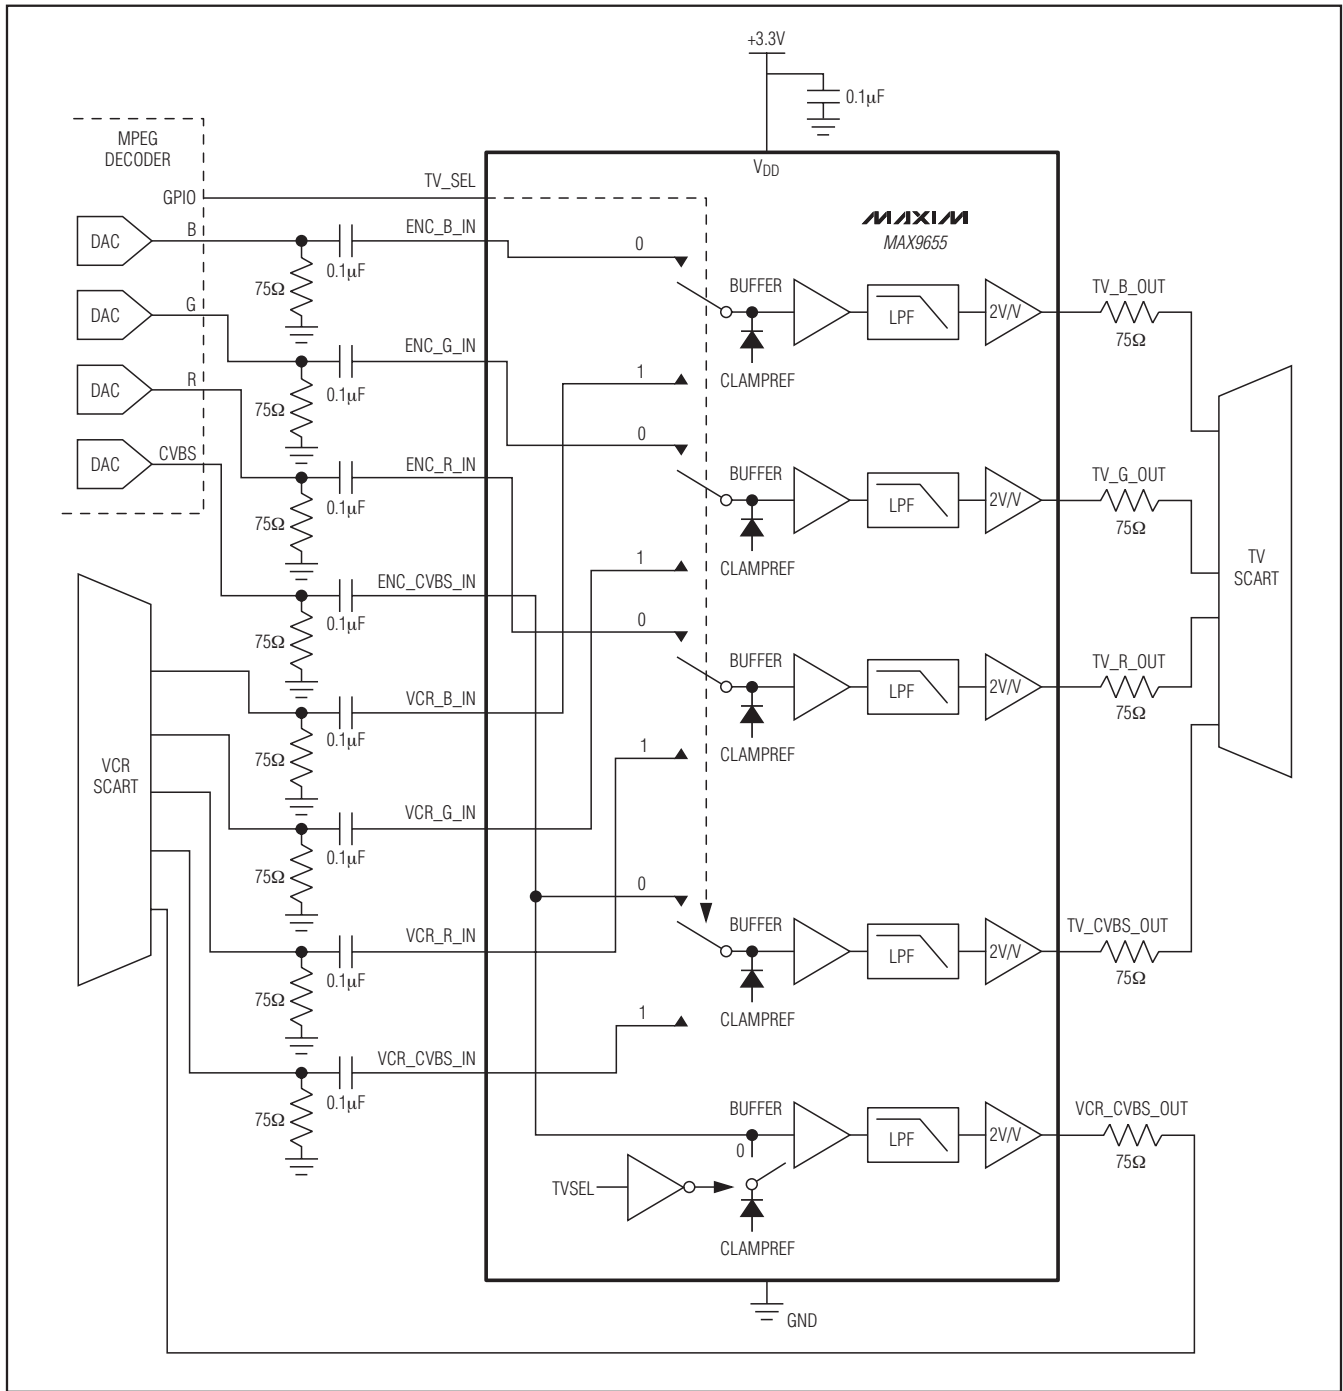 +3.3V
0.1μF
MPEG
DECODER
VDD
TV_SEL
GPIO
MAXIM
MAX9655
DAC
B
ENC_B_IN
0
0.1μF
75Ω
BUFFER
TV_B_OUT
DAC
G
LPF
2V/V
75Ω
ENC_G_IN
1
CLAMPREF
DAC
R
0.1μF
75Ω
0
DAC
CVBS
ENC_R_IN
BUFFER
TV_G_OUT
0.1μF
LPF
2V/V
75Ω
75Ω
1
CLAMPREF
TV
SCART
ENC_CVBS_IN
0.1μF
0
75Ω
BUFFER
TV_R_OUT
LPF
2V/V
VCR_B_IN
75Ω
0.1μF
1
CLAMPREF
75Ω
VCR
SCART
VCR_G_IN
0.1μF
75Ω
0
BUFFER
TV_CVBS_OUT
VCR_R_IN
LPF
2V/V
0.1μF
75Ω
75Ω
1
CLAMPREF
VCR_CVBS_IN
0.1μF
75Ω
BUFFER
VCR_CVBS_OUT
LPF
2V/V
0
75Ω
TVSEL
CLAMPREF
GND